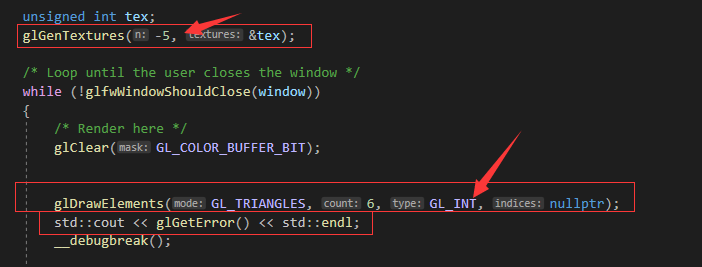 unsigned int tex;
glGenTextures(n: -5, textures: &tex);
/* Loop until the user closes the window */
while (!glfwWindowShouldClose(window))
{
/* Render here */
glClear(mask: GL_COLOR_BUFFER_BIT);
glDrawElements(mode: GL_TRIANGLES, count: 6, type: GL_INT, indices: nullptr);
std::cout << glGetError() << std::endl;
__debugbreak();